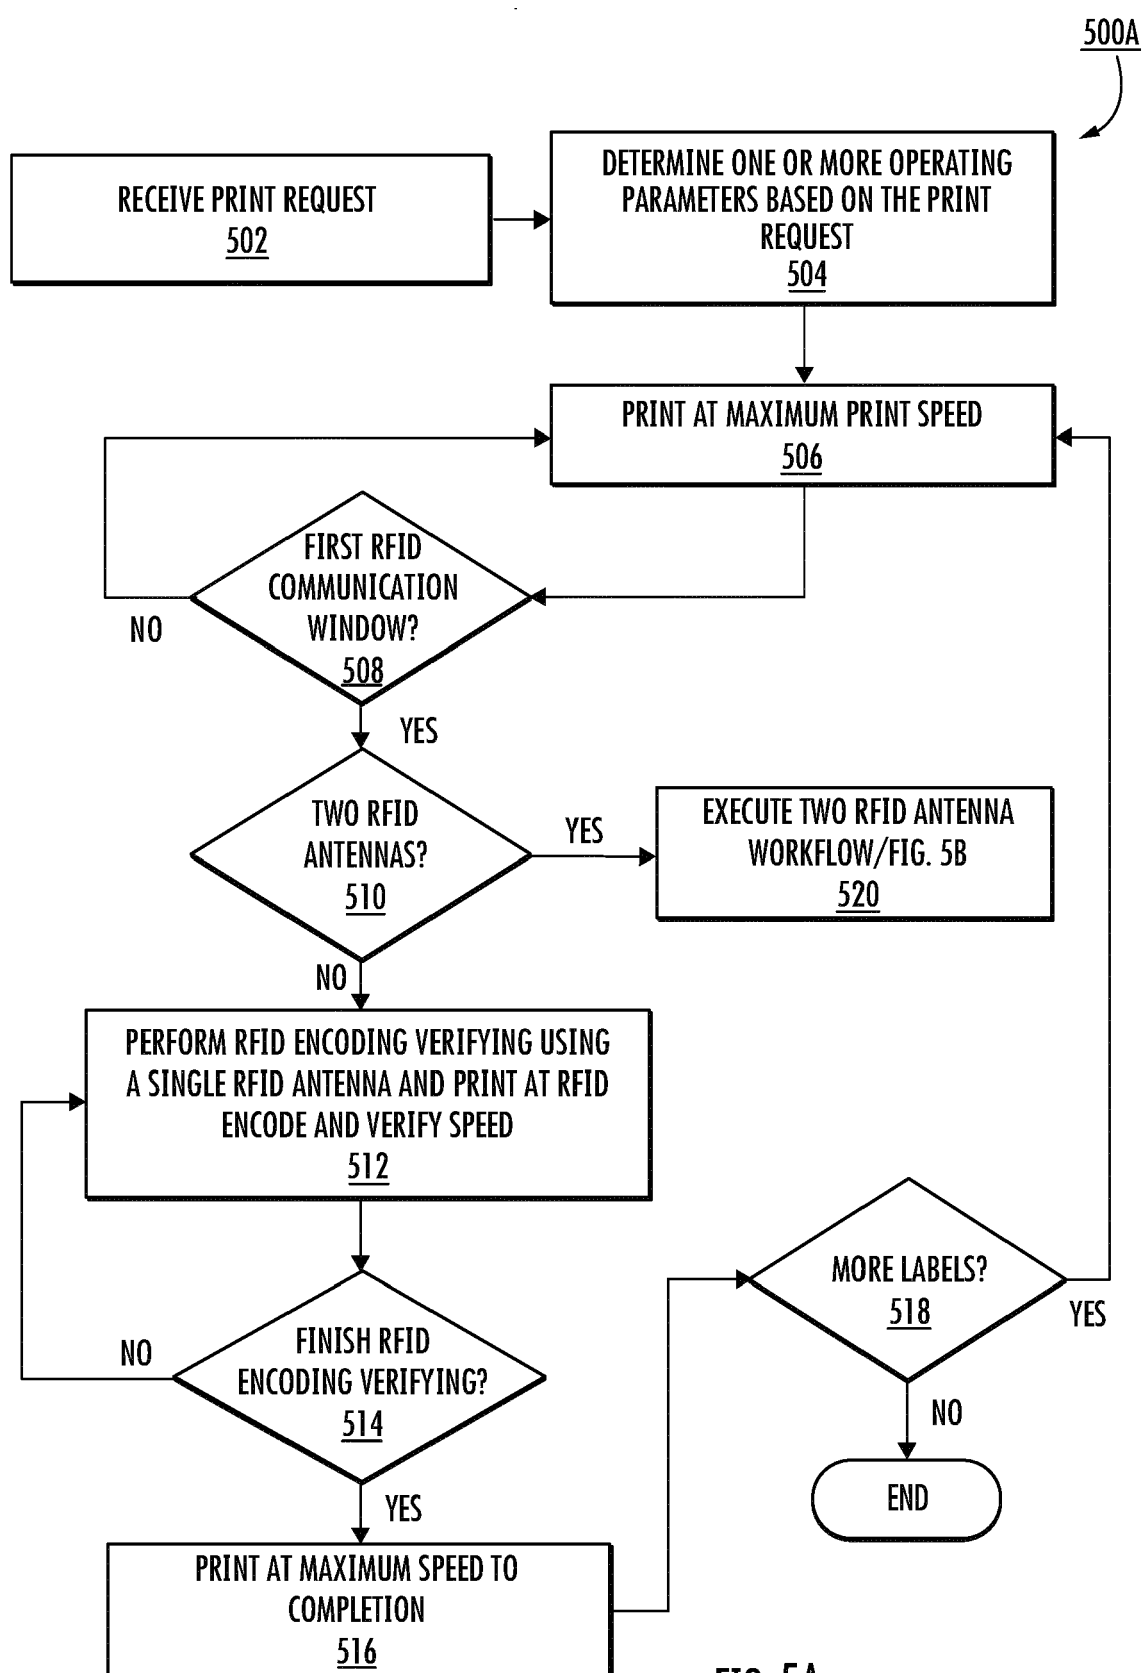 500A
RECEIVE PRINT REQUEST
502
DETERMINE ONE OR MORE OPERATING
PARAMETERS BASED ON THE PRINT
REQUEST
504
PRINT AT MAXIMUM PRINT SPEED
506
FIRST RFID
COMMUNICATION
WINDOW?
508
NO
YES
TWO RFID
ANTENNAS?
510
YES
EXECUTE TWO RFID ANTENNA
WORKFLOW/FIG. 5B
520
NO
PERFORM RFID ENCODING VERIFYING USING
A SINGLE RFID ANTENNA AND PRINT AT RFID
ENCODE AND VERIFY SPEED
512
FINISH RFID
ENCODING VERIFYING?
514
NO
YES
PRINT AT MAXIMUM SPEED TO
COMPLETION
516
MORE LABELS?
518
YES
NO
END
FIG. 5A